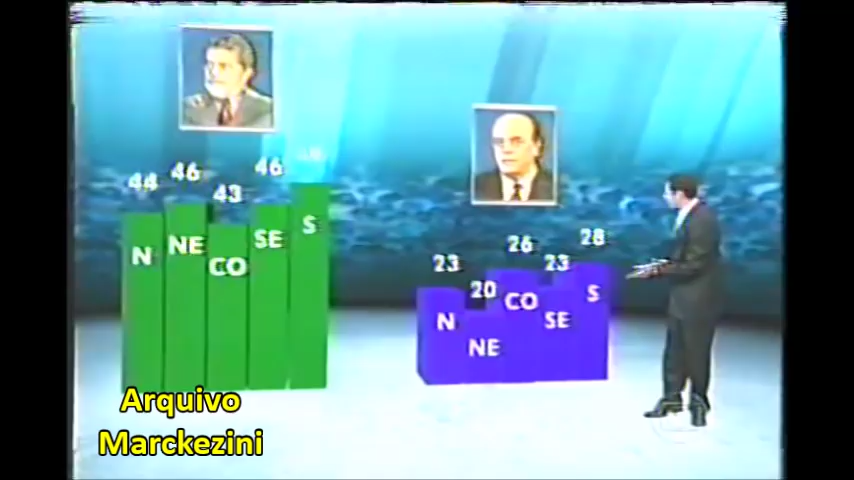 44 46 43 46
N NE CO SE S
23 20 26 23 28
N NE CO SE S
Arquivo
Marckezini